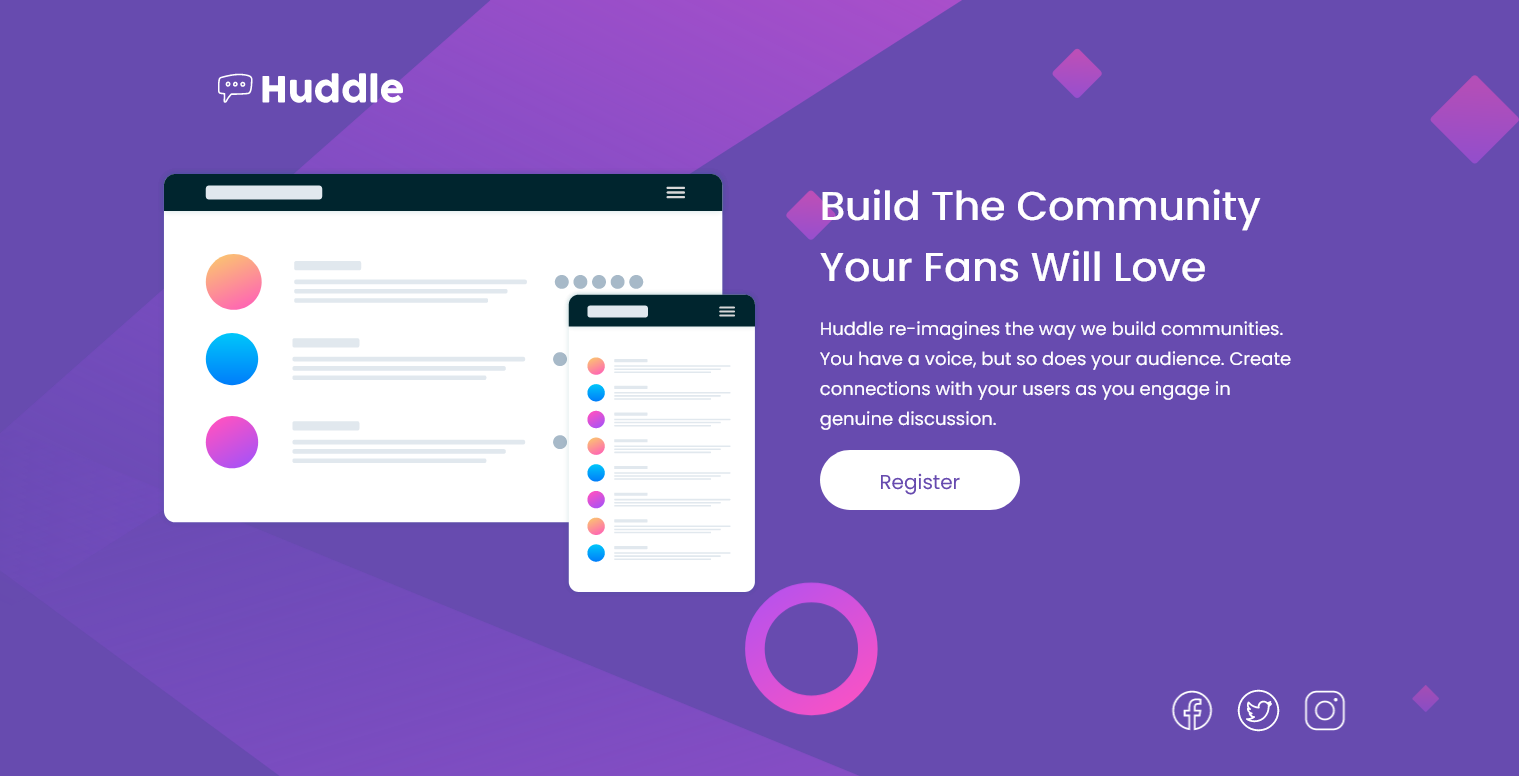 Huddle
Build The Community
Your Fans Will Love
Huddle re-imagines the way we build communities.
You have a voice, but so does your audience. Create
connections with your users as you engage in
genuine discussion.
Register